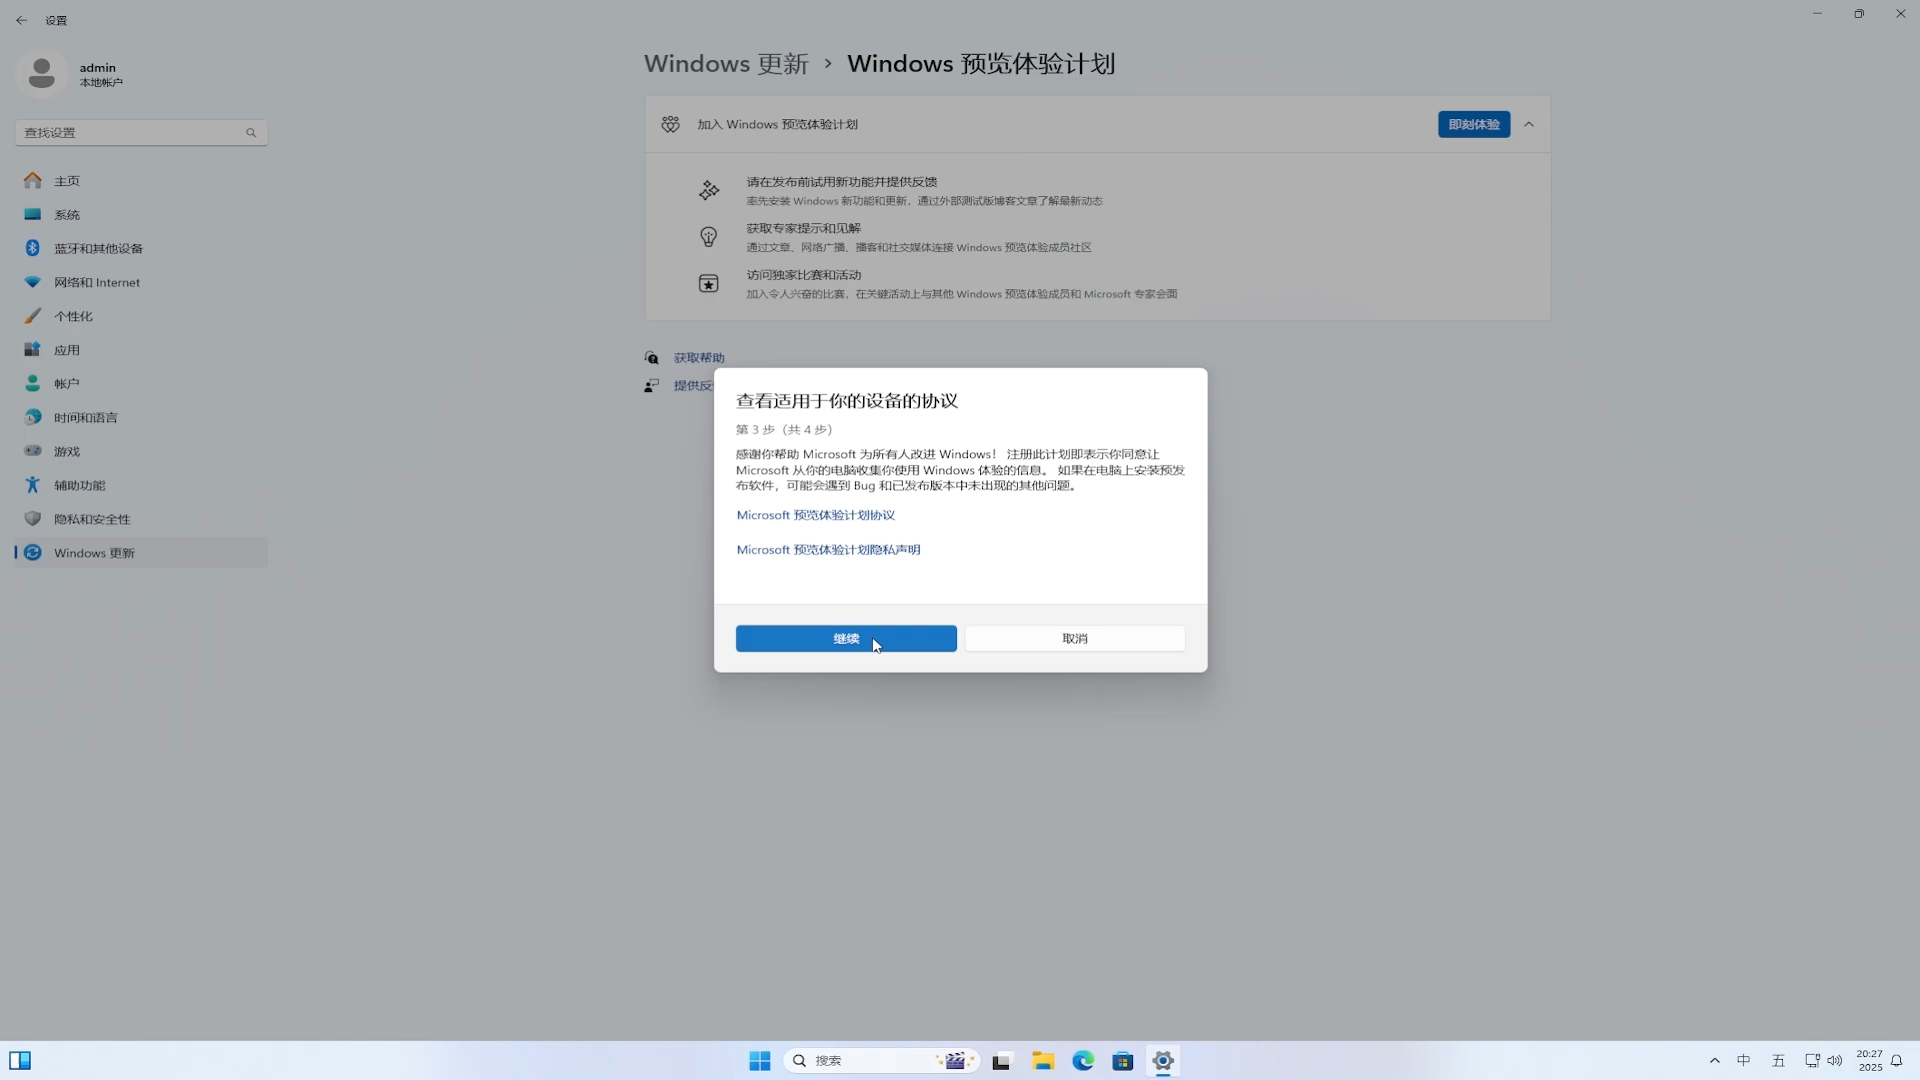 设置
admin
本地帐户
查找设置
主页
系统
蓝牙和其他设备
网络和 Internet
个性化
应用
帐户
时间和语言
游戏
辅助功能
隐私和安全性
Windows 更新
Windows 更新 › Windows 预览体验计划
加入 Windows 预览体验计划
即刻体验
请在发布前试用新功能并提供反馈
率先安装 Windows 新功能和更新，通过外部测试版博客文章了解最新动态
获取专家提示和见解
通过文章、网络广播、播客和社交媒体连接 Windows 预览体验成员社区
访问独家比赛和活动
加入令人兴奋的比赛，在关键活动上与其他 Windows 预览体验成员和 Microsoft 专家会面
获取帮助
提供反
查看适用于你的设备的协议
第 3 步（共 4 步）
感谢你帮助 Microsoft 为所有人改进 Windows！ 注册此计划即表示你同意让
Microsoft 从你的电脑收集你使用 Windows 体验的信息。 如果在电脑上安装预发
布软件，可能会遇到 Bug 和已发布版本中未出现的其他问题。
Microsoft 预览体验计划协议
Microsoft 预览体验计划隐私声明
继续
取消
搜索
中
五
20:27
2025